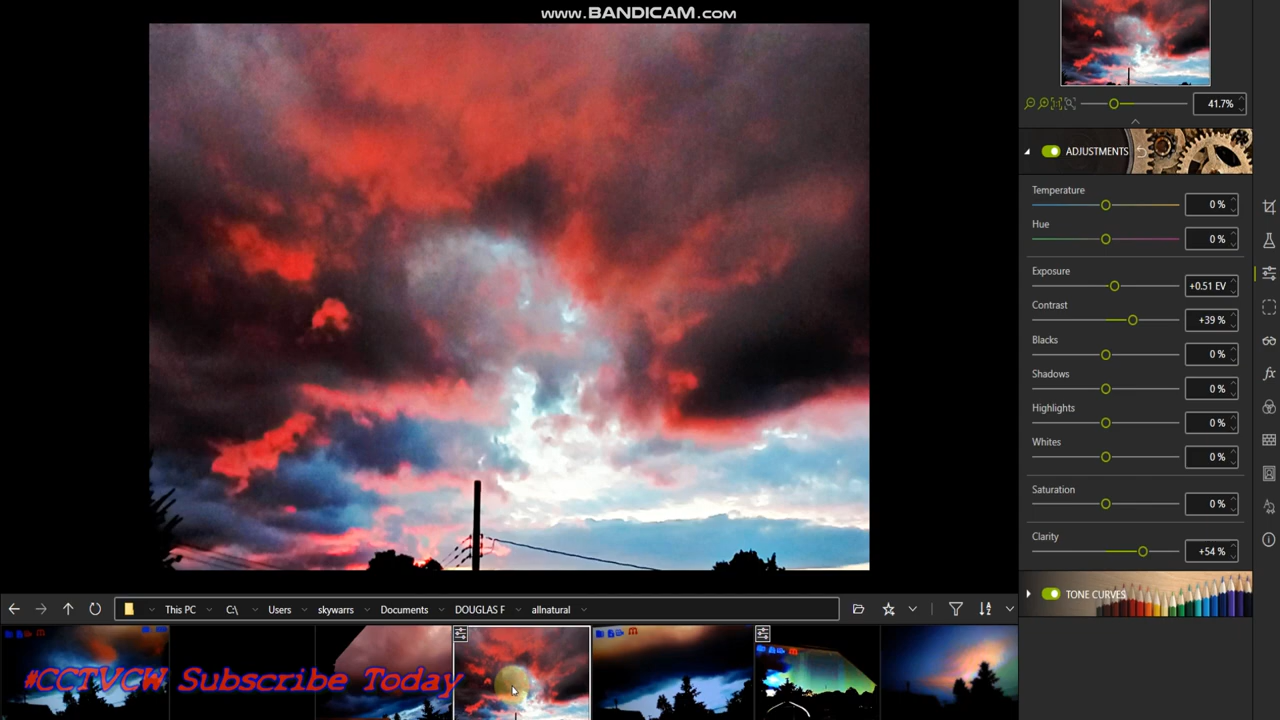 www.BANDICAM.com
41.7%
ADJUSTMENTS
Temperature
0 %
Hue
0 %
Exposure
+0.51 EV
Contrast
+39 %
Blacks
0 %
Shadows
0 %
Highlights
0 %
Whites
0 %
Saturation
0 %
Clarity
+54 %
TONE CURVES
This PC C:\ Users skywarrs Documents DOUGLAS F allnatural
#CCTVCW Subscribe Today